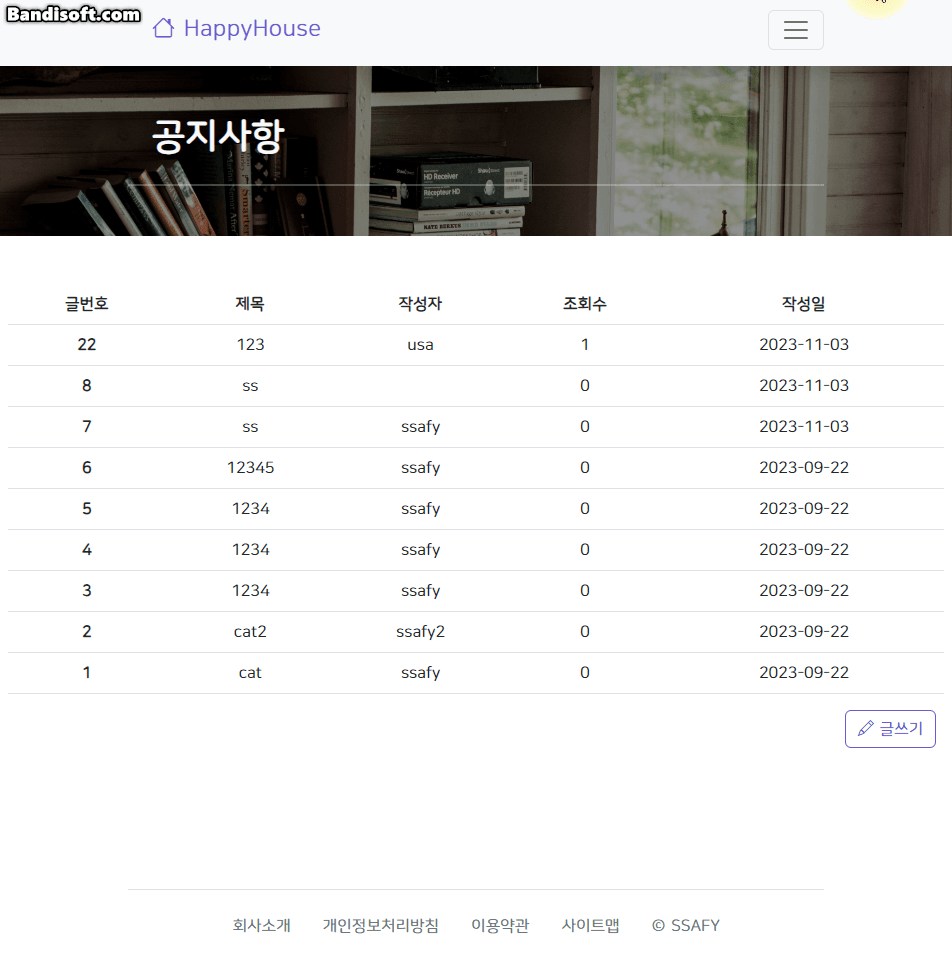 Bandisoft.com
HappyHouse
공지사항
HD Receiver
Récepteur HD
글번호 제목 작성자 조회수 작성일
22 123 usa 1 2023-11-03
8 ss 0 2023-11-03
7 ss ssafy 0 2023-11-03
6 12345 ssafy 0 2023-09-22
5 1234 ssafy 0 2023-09-22
4 1234 ssafy 0 2023-09-22
3 1234 ssafy 0 2023-09-22
2 cat2 ssafy2 0 2023-09-22
1 cat ssafy 0 2023-09-22
글쓰기
회사소개 개인정보처리방침 이용약관 사이트맵 © SSAFY